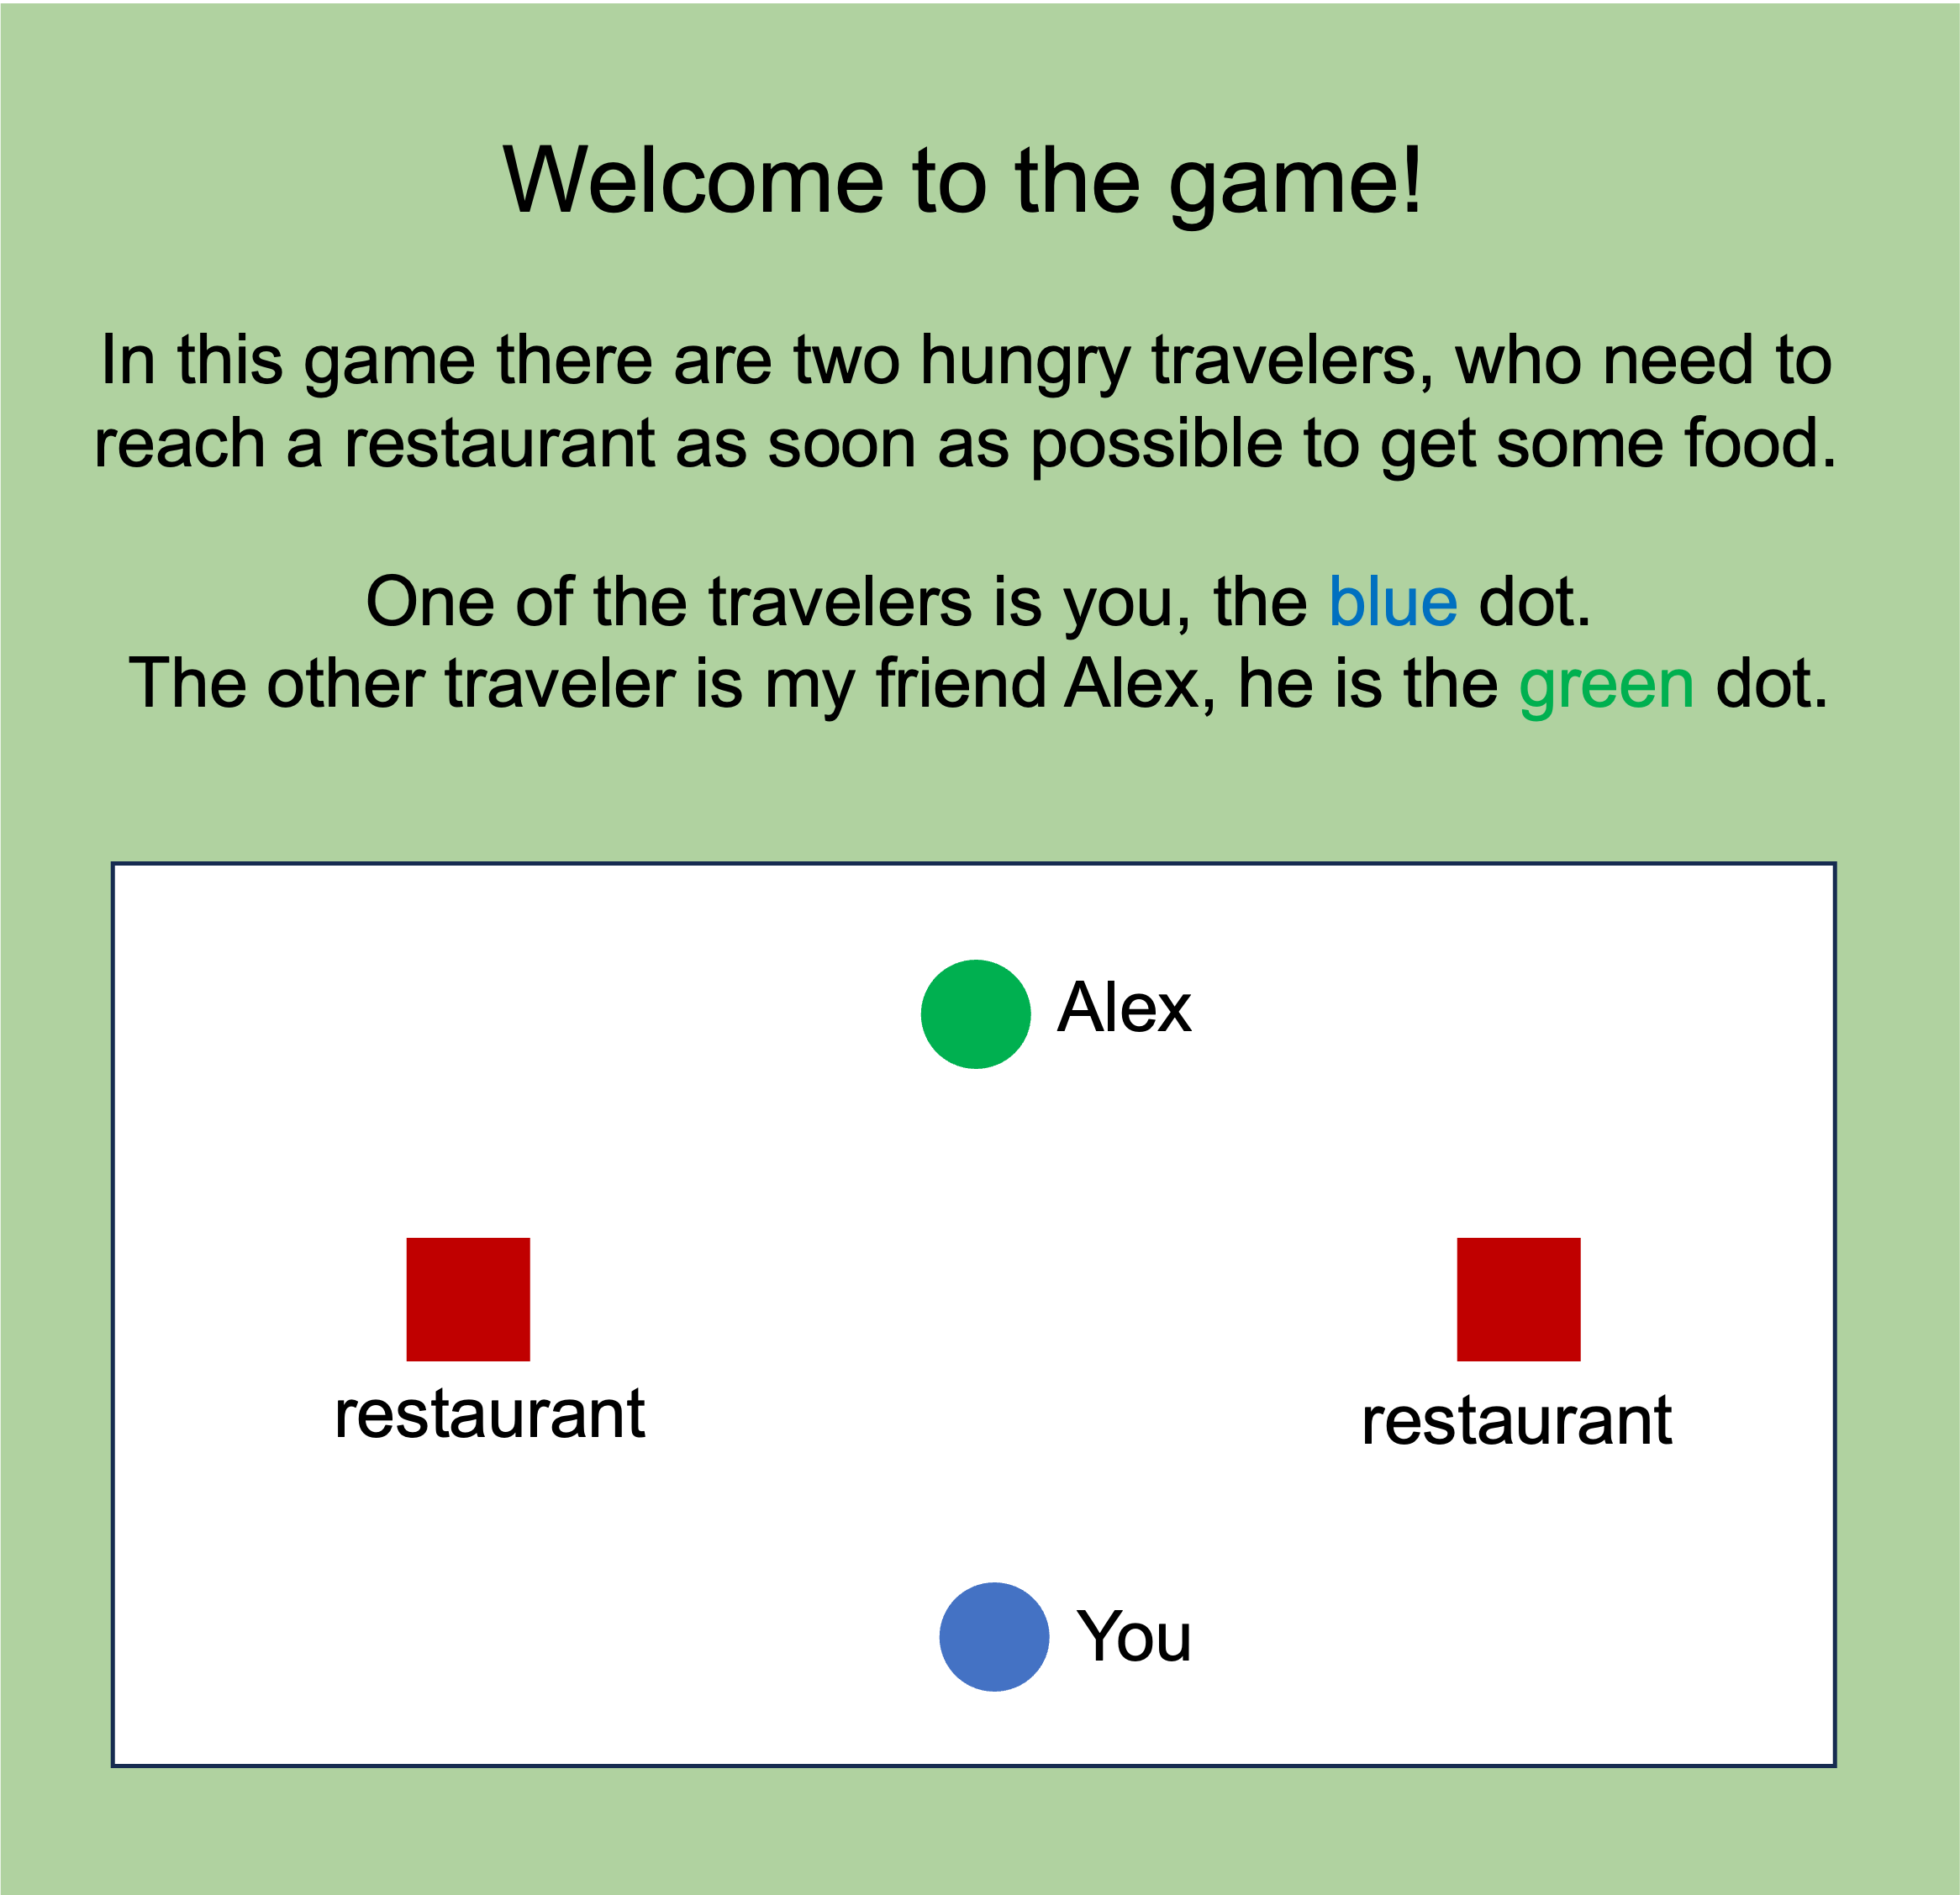 Welcome to the game!
In this game there are two hungry travelers, who need to
reach a restaurant as soon as possible to get some food.
One of the travelers is you, the blue dot.
The other traveler is my friend Alex, he is the green dot.
Alex
restaurant
restaurant
You